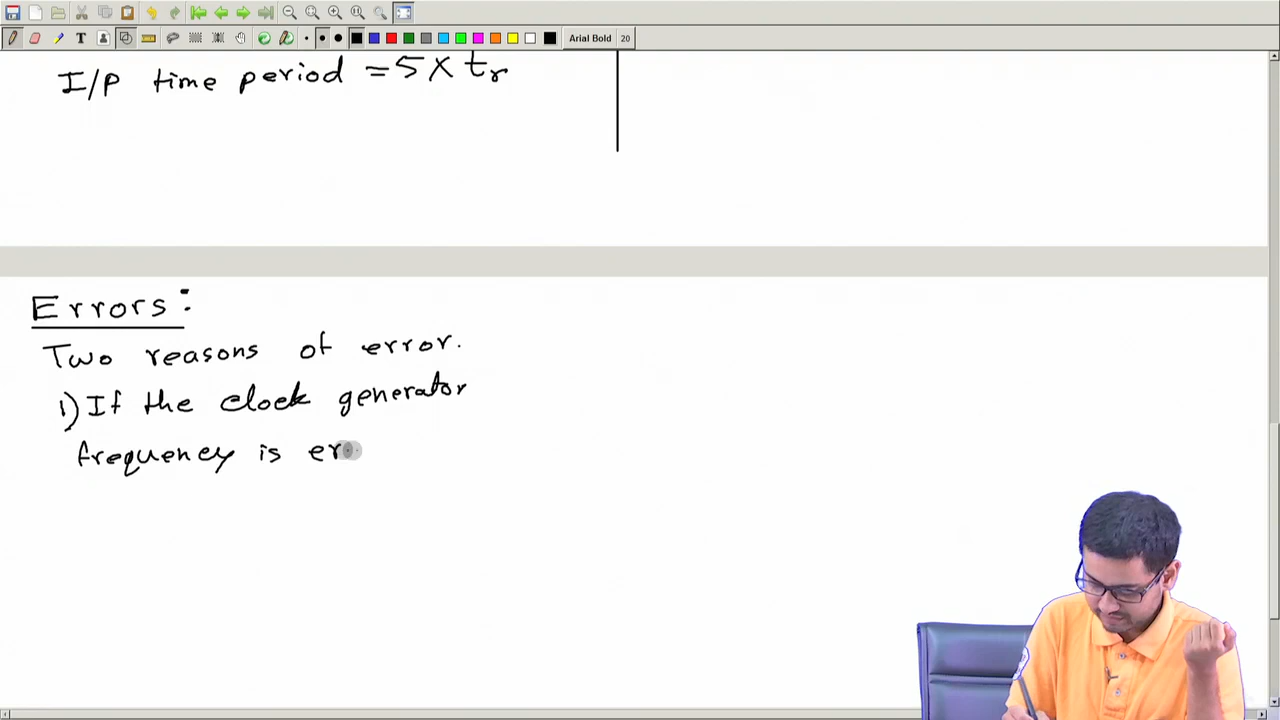 Arial Bold 20
I/P time period = 5 X tr
Errors:
Two reasons of error.
1) If the clock generator
frequency is er